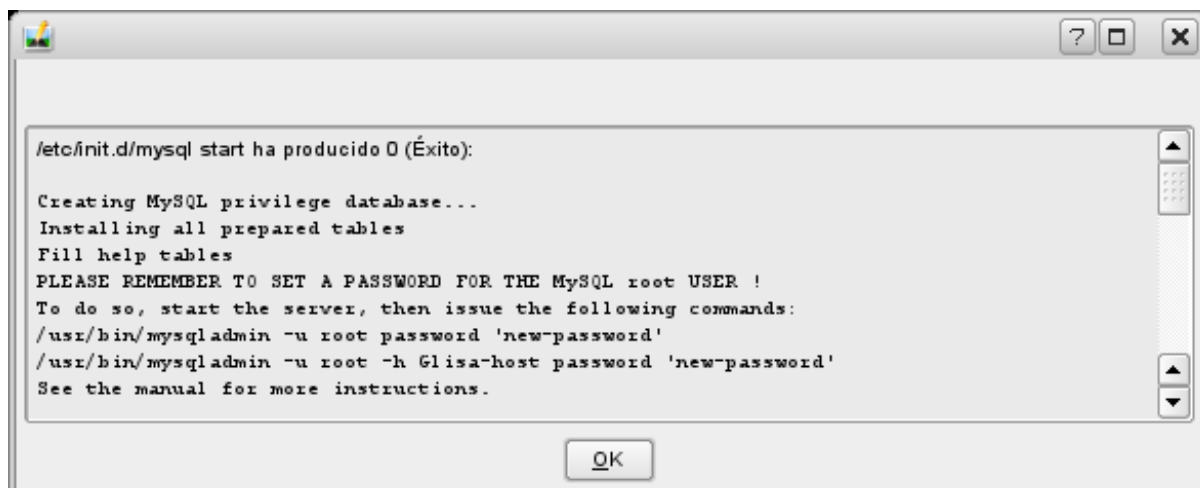 ?
/etc/init.d/mysql start ha producido 0 (Éxito):
Creating MySQL privilege database...
Installing all prepared tables
Fill help tables
PLEASE REMEMBER TO SET A PASSWORD FOR THE MySQL root USER !
To do so, start the server, then issue the following commands:
/usr/bin/mysqladmin -u root password 'new-password'
/usr/bin/mysqladmin -u root -h Glisa-host password 'new-password'
See the manual for more instructions.
OK